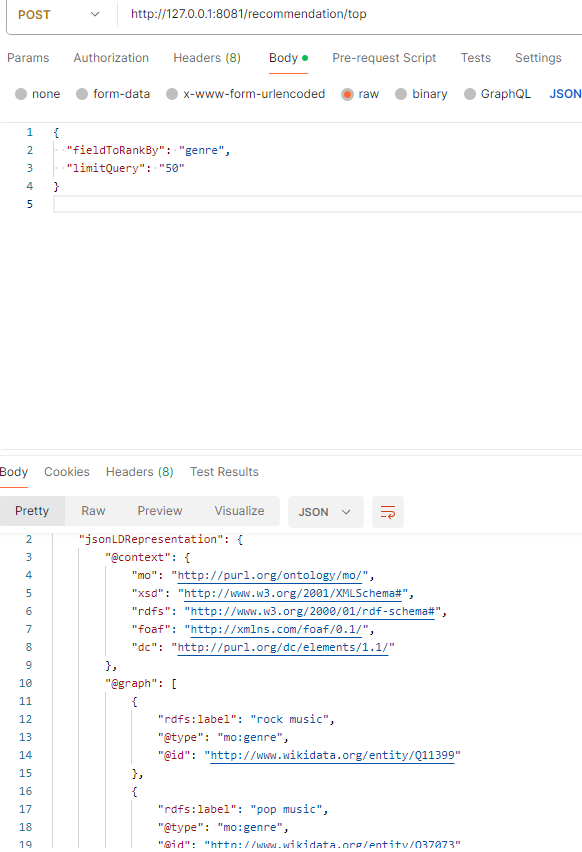 POST http://127.0.0.1:8081/recommendation/top
Params Authorization Headers (8) Body Pre-request Script Tests Settings
none form-data x-www-form-urlencoded raw binary GraphQL JSON
1 {
2 "fieldToRankBy": "genre",
3 "limitQuery": "50"
4 }
5
Body Cookies Headers (8) Test Results
Pretty Raw Preview Visualize JSON
2 "jsonLDRepresentation": {
3 "@context": {
4 "mo": "http://purl.org/ontology/mo/",
5 "xsd": "http://www.w3.org/2001/XMLSchema#",
6 "rdfs": "http://www.w3.org/2000/01/rdf-schema#",
7 "foaf": "http://xmlns.com/foaf/0.1/",
8 "dc": "http://purl.org/dc/elements/1.1/"
9 },
10 "@graph": [
11 {
12 "rdfs:label": "rock music",
13 "@type": "mo:genre",
14 "@id": "http://www.wikidata.org/entity/Q11399"
15 },
16 {
17 "rdfs:label": "pop music",
18 "@type": "mo:genre",
19 "@id": "http://www.wikidata.org/entity/Q37073"